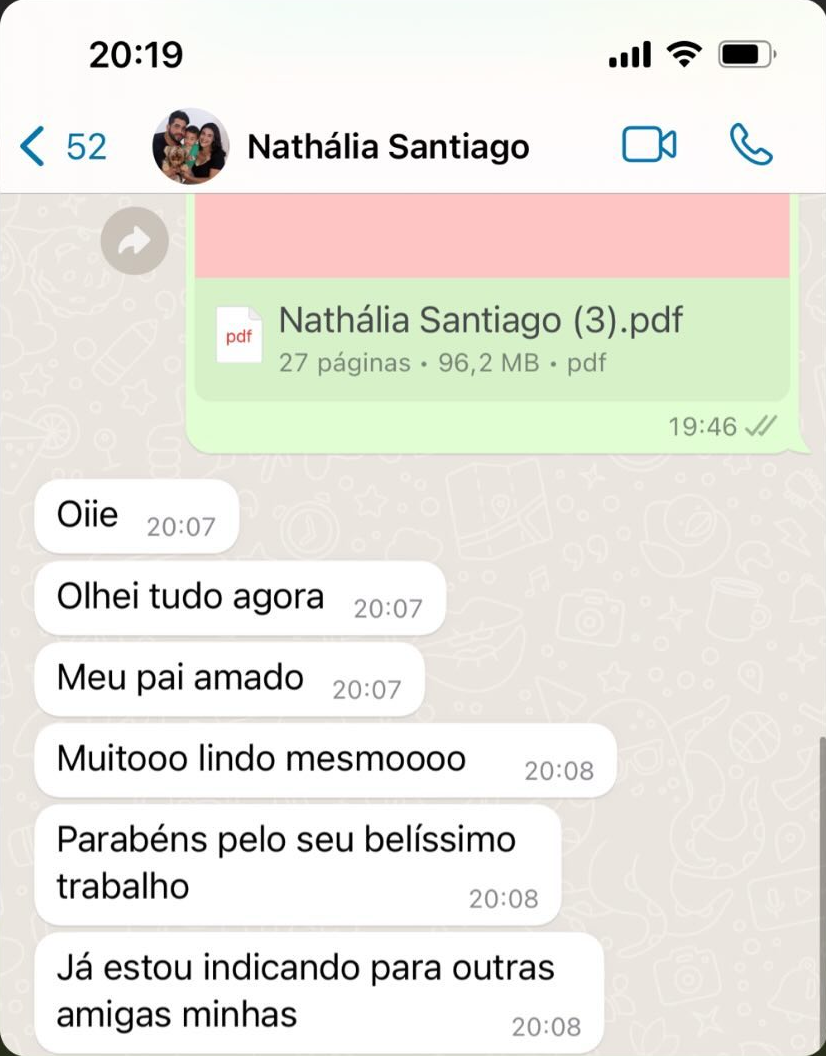 20:19
52
Nathália Santiago
pdf
Nathália Santiago (3).pdf
27 páginas • 96,2 MB • pdf
19:46
Oiie 20:07
Olhei tudo agora 20:07
Meu pai amado 20:07
Muitooo lindo mesmoooo 20:08
Parabéns pelo seu belíssimo
trabalho 20:08
Já estou indicando para outras
amigas minhas 20:08